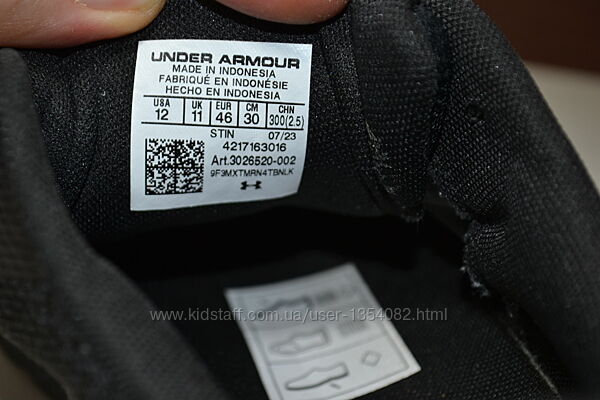 UNDER ARMOUR
MADE IN INDONESIA
FABRIQUÉ EN INDONÉSIE
HECHO EN INDONESIA
USA UK EUR CM CHN
12 11 46 30 300(2.5)
STIN 07/23
4217163016
Art.3026520-002
9F3MXTMRN4TBNLK
www.kidstaff.com.ua/user-1354082.html